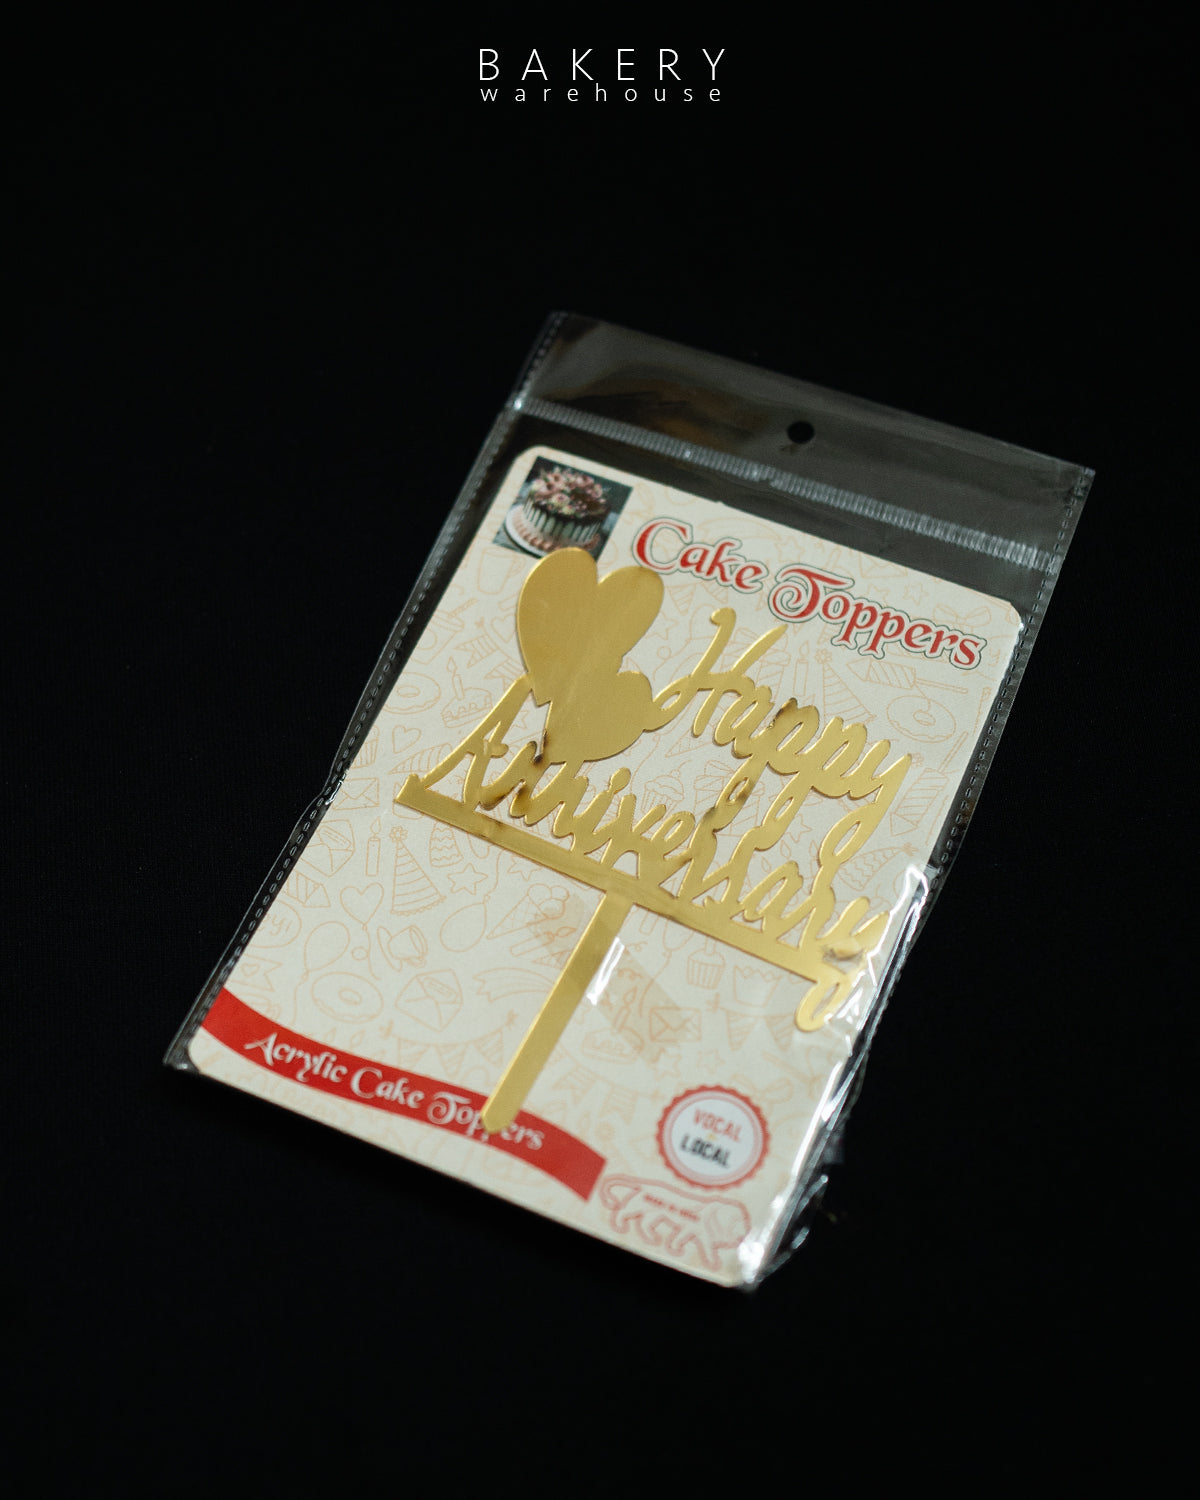 BAKERY
warehouse
Cake Toppers
Happy
Anniversary
Acrylic Cake Toppers
VOCAL
LOCAL